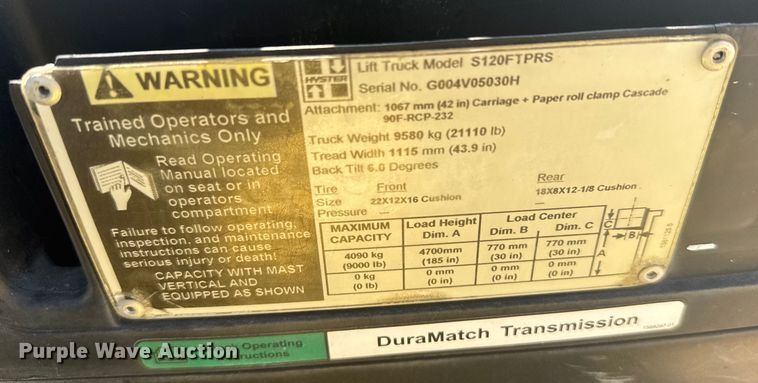 WARNING
Trained Operators and
Mechanics Only
Read Operating
Manual located
on seat or in
operators
compartment
Failure to follow operating,
inspection, and maintenance
instructions can cause
serious injury or death!
CAPACITY WITH MAST
VERTICAL AND
EQUIPPED AS SHOWN
HYSTER
Lift Truck Model S120FTPRS
Serial No. G004V05030H
Attachment: 1067 mm (42 in) Carriage + Paper roll clamp Cascade
90F-RCP-232
Truck Weight 9580 kg (21110 lb)
Tread Width 1115 mm (43.9 in)
Back Tilt 6.0 Degrees
Tire Front Rear
Size 22X12X16 Cushion 18X8X12-1/8 Cushion
Pressure — —
MAXIMUM CAPACITY Load Height Dim. A Load Center Dim. B Dim. C
4090 kg (9000 lb) 4700mm (185 in) 770 mm (30 in) 770 mm (30 in)
0 kg (0 lb) 0 mm (0 in) 0 mm (0 in) 0 mm (0 in)
C
B
A
Operating
Instructions
DuraMatch Transmission
Purple Wave Auction